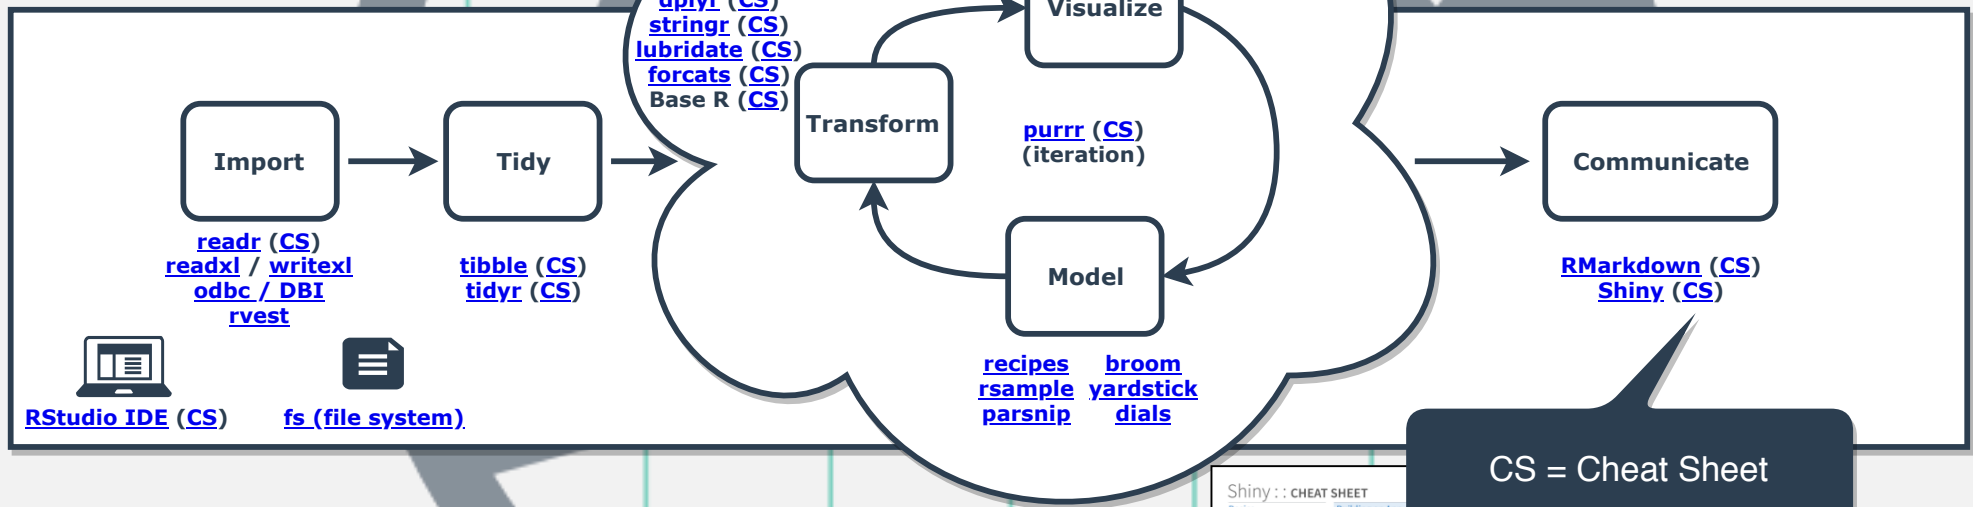 dplyr (CS)
stringr (CS)
lubridate (CS)
forcats (CS)
Base R (CS)
Visualize
Transform
purrr (CS)
(iteration)
Import
Tidy
Communicate
readr (CS)
readxl / writexl
odbc / DBI
rvest
tibble (CS)
tidyr (CS)
Model
RMarkdown (CS)
Shiny (CS)
recipes broom
rsample yardstick
parsnip dials
RStudio IDE (CS)
fs (file system)
CS = Cheat Sheet
Shiny : : CHEAT SHEET